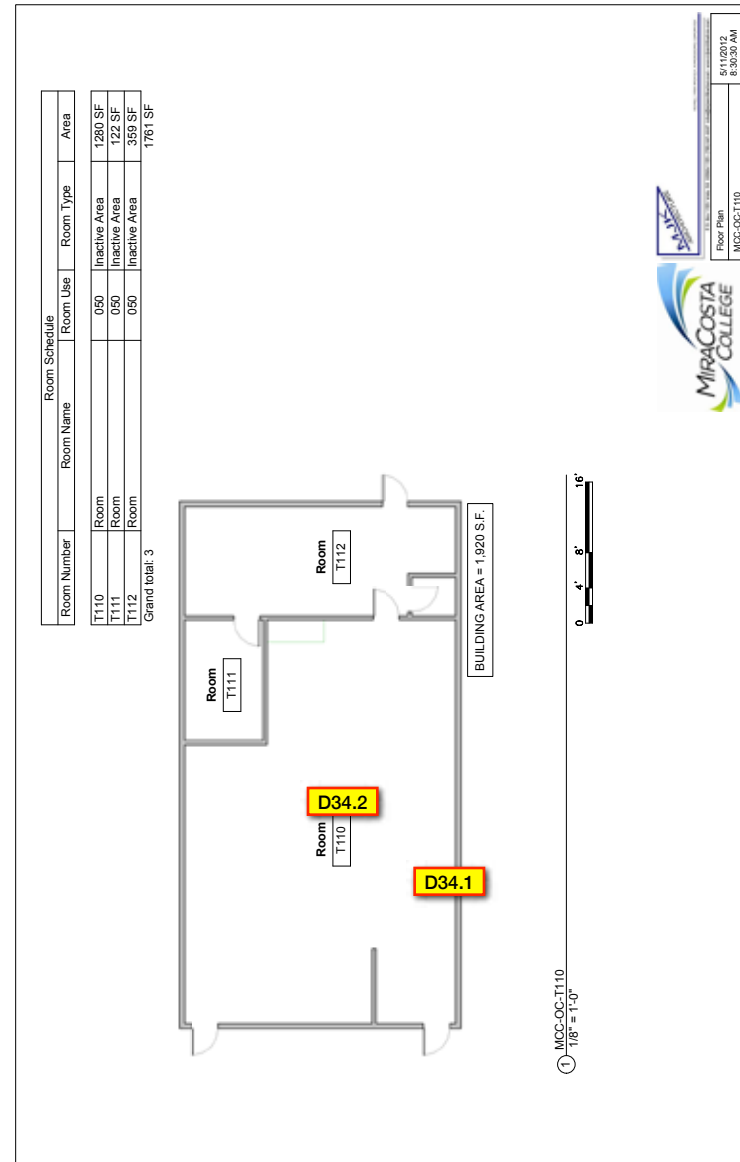 Room Schedule
Room Number Room Name Room Use Room Type Area
T110 Room 050 Inactive Area 1280 SF
T111 Room 050 Inactive Area 122 SF
T112 Room 050 Inactive Area 359 SF
Grand total: 3 1761 SF
Room
T111
Room
T112
Room
T110
D34.2
D34.1
BUILDING AREA = 1,920 S.F.
0 4' 8' 16'
1 MCC-OC-T110
1/8" = 1'-0"
MIRACOSTA
COLLEGE
Floor Plan
MCC-OC-T110
5/11/2012
8:30:30 AM